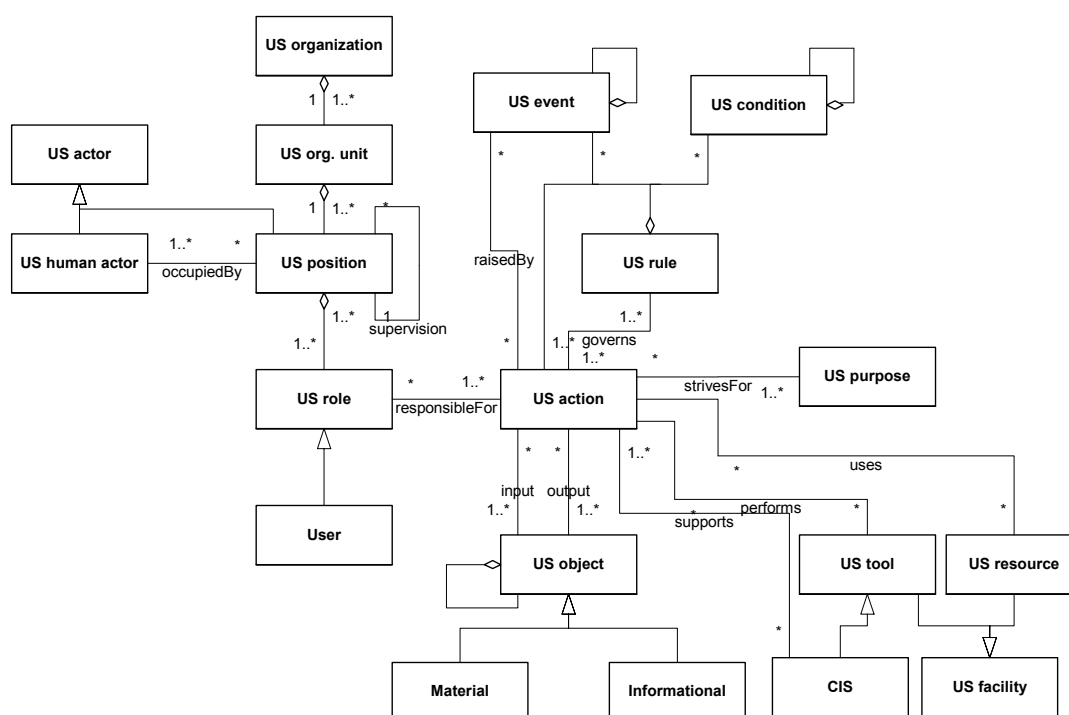 US organization
1
1..*
US event
US condition
US actor
US org. unit
*
*
*
1
1..*
*
1..*
*
US human actor
occupiedBy
US position
raisedBy
US rule
1..*
1
supervision
1..*
*
1..*
1..*
governs
1..*
*
US purpose
strivesFor
1..*
*
1..*
US role
responsibleFor
US action
*
*
1..*
*
uses
input
output
1..*
1..*
performs
*
supports
*
*
User
US object
US tool
US resource
*
Material
Informational
CIS
US facility